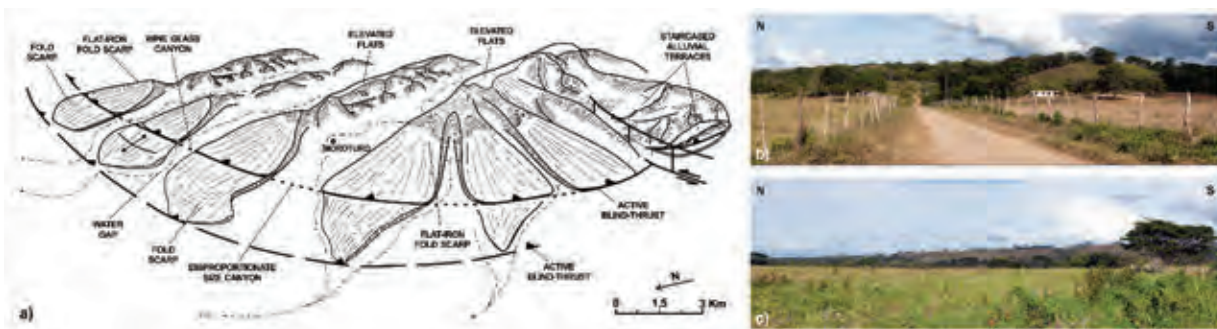 FOLD
SCARP
FLAT-IRON
FOLD SCARP
WINE GLASS
CANYON
ELEVATED
FLATS
ELEVATED
FLATS
STAIRCASED
ALLUVIAL
TERRACES
MOROTURO
WATER
GAP
FOLD
SCARP
DISPROPORTIONATE
SIZE CANYON
FLAT-IRON
FOLD SCARP
ACTIVE
BLIND-THRUST
ACTIVE
BLIND-THRUST
N
0 1,5 3 Km
a)
N S
b)
N S
c)